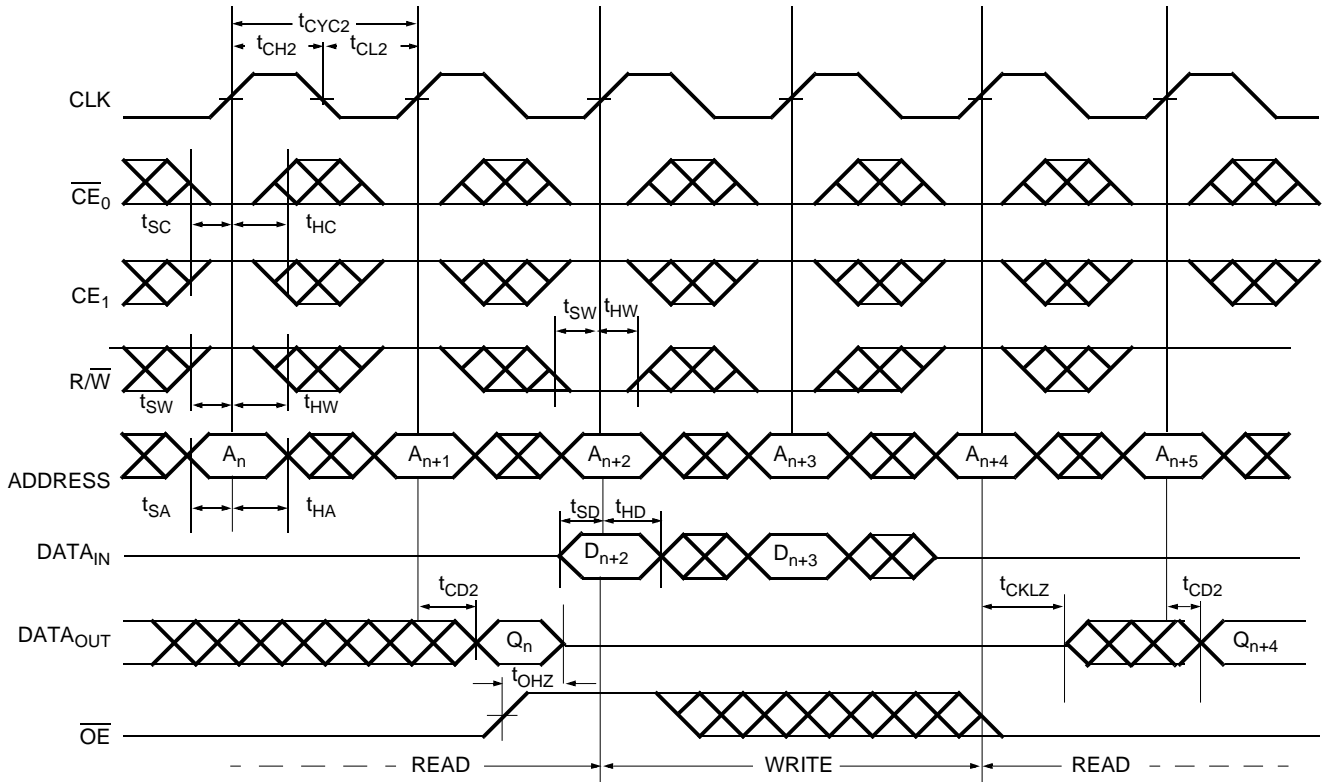 tCYC2
tCH2 tCL2
CLK
CE0
tSC tHC
CE1
tSW tHW
R/W
tSW tHW
An An+1 An+2 An+3 An+4 An+5
ADDRESS
tSA tHA tSD tHD
DATAIN Dn+2 Dn+3
tCD2 tCKLZ tCD2
DATAOUT Qn Qn+4
tOHZ
OE
READ WRITE READ